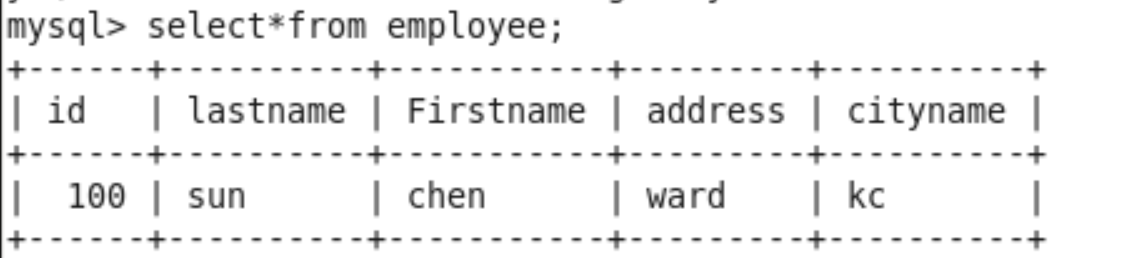 mysql> select*from employee;
+------+----------+-----------+---------+----------+
| id   | lastname | Firstname | address | cityname |
+------+----------+-----------+---------+----------+
|  100 | sun      | chen      | ward    | kc       |
+------+----------+-----------+---------+----------+